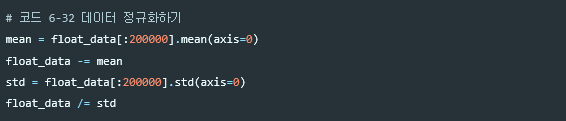 # 코드 6-32 데이터 정규화하기
mean = float_data[:200000].mean(axis=0)
float_data -= mean
std = float_data[:200000].std(axis=0)
float_data /= std